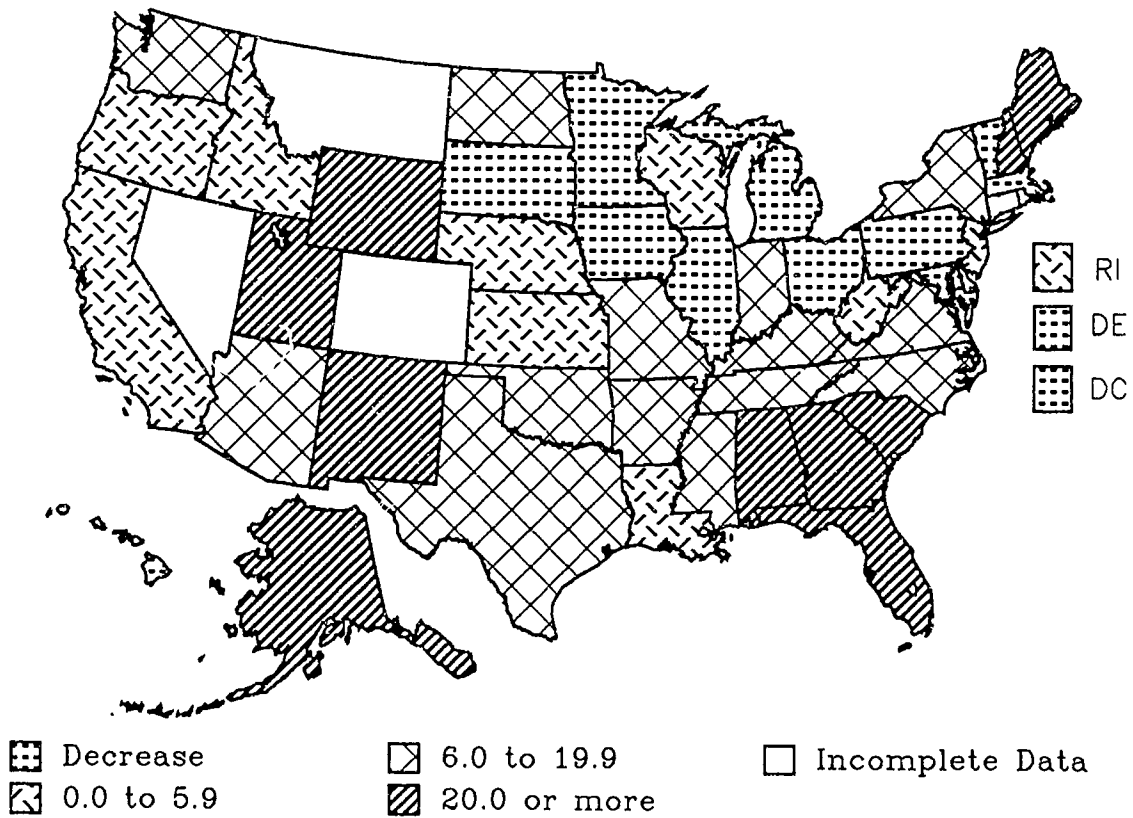 RI
DE
DC
Decrease
6.0 to 19.9
Incomplete Data
0.0 to 5.9
20.0 or more